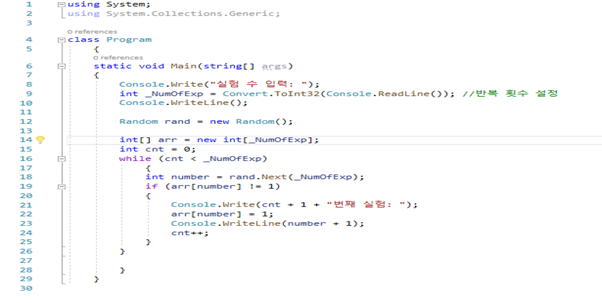 1 using System;
2 using System.Collections.Generic;
3
0 references
4 class Program
5 {
0 references
6 static void Main(string[] args)
7 {
8 Console.Write("실험 수 입력: ");
9 int _NumOfExp = Convert.ToInt32(Console.ReadLine()); //반복 횟수 설정
10 Console.WriteLine();
11
12 Random rand = new Random();
13
14 int[] arr = new int[_NumOfExp];
15 int cnt = 0;
16 while (cnt < _NumOfExp)
17 {
18 int number = rand.Next(_NumOfExp);
19 if (arr[number] != 1)
20 {
21 Console.Write(cnt + 1 + "번째 실험: ");
22 arr[number] = 1;
23 Console.WriteLine(number + 1);
24 cnt++;
25 }
26 }
27
28 }
29 }
30